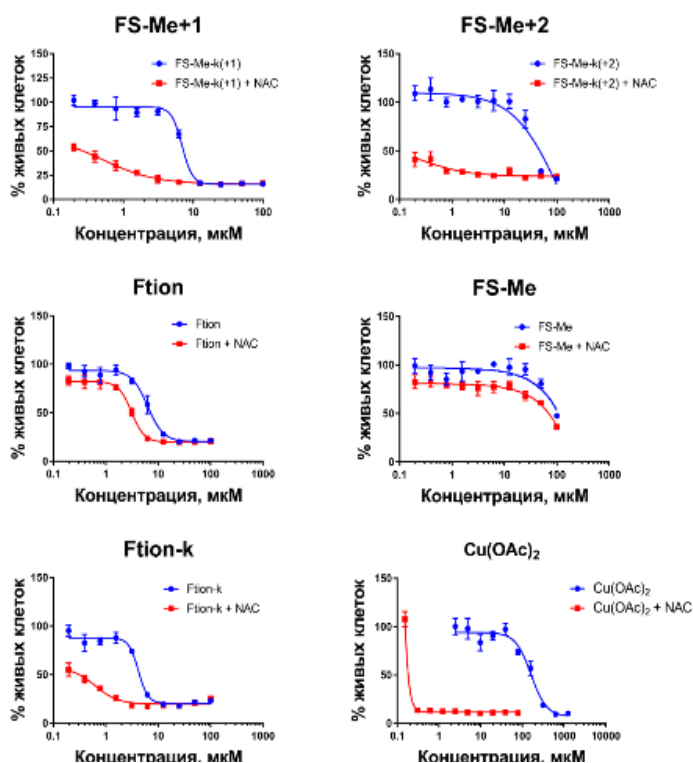 FS-Me+1
FS-Me-k(+1)
FS-Me-k(+1) + NAC
% живых клеток
150
125
100
75
50
25
0
0.1
1
10
100
Концентрация, мкМ
FS-Me+2
FS-Me-k(+2)
FS-Me-k(+2) + NAC
% живых клеток
150
100
50
0
0.1
1
10
100
1000
Концентрация, мкМ
Ftion
Ftion
Ftion + NAC
% живых клеток
150
100
50
0
0.1
1
10
100
1000
Концентрация, мкМ
FS-Me
FS-Me
FS-Me + NAC
% живых клеток
150
100
50
0
0.1
1
10
100
1000
Концентрация, мкМ
Ftion-k
Ftion-k
Ftion-k + NAC
% живых клеток
150
100
50
0
0.1
1
10
100
1000
Концентрация, мкМ
Cu(OAc)₂
Cu(OAc)₂
Cu(OAc)₂ + NAC
% живых клеток
150
100
50
0
0.1
1
10
100
1000
10000
Концентрация, мкМ